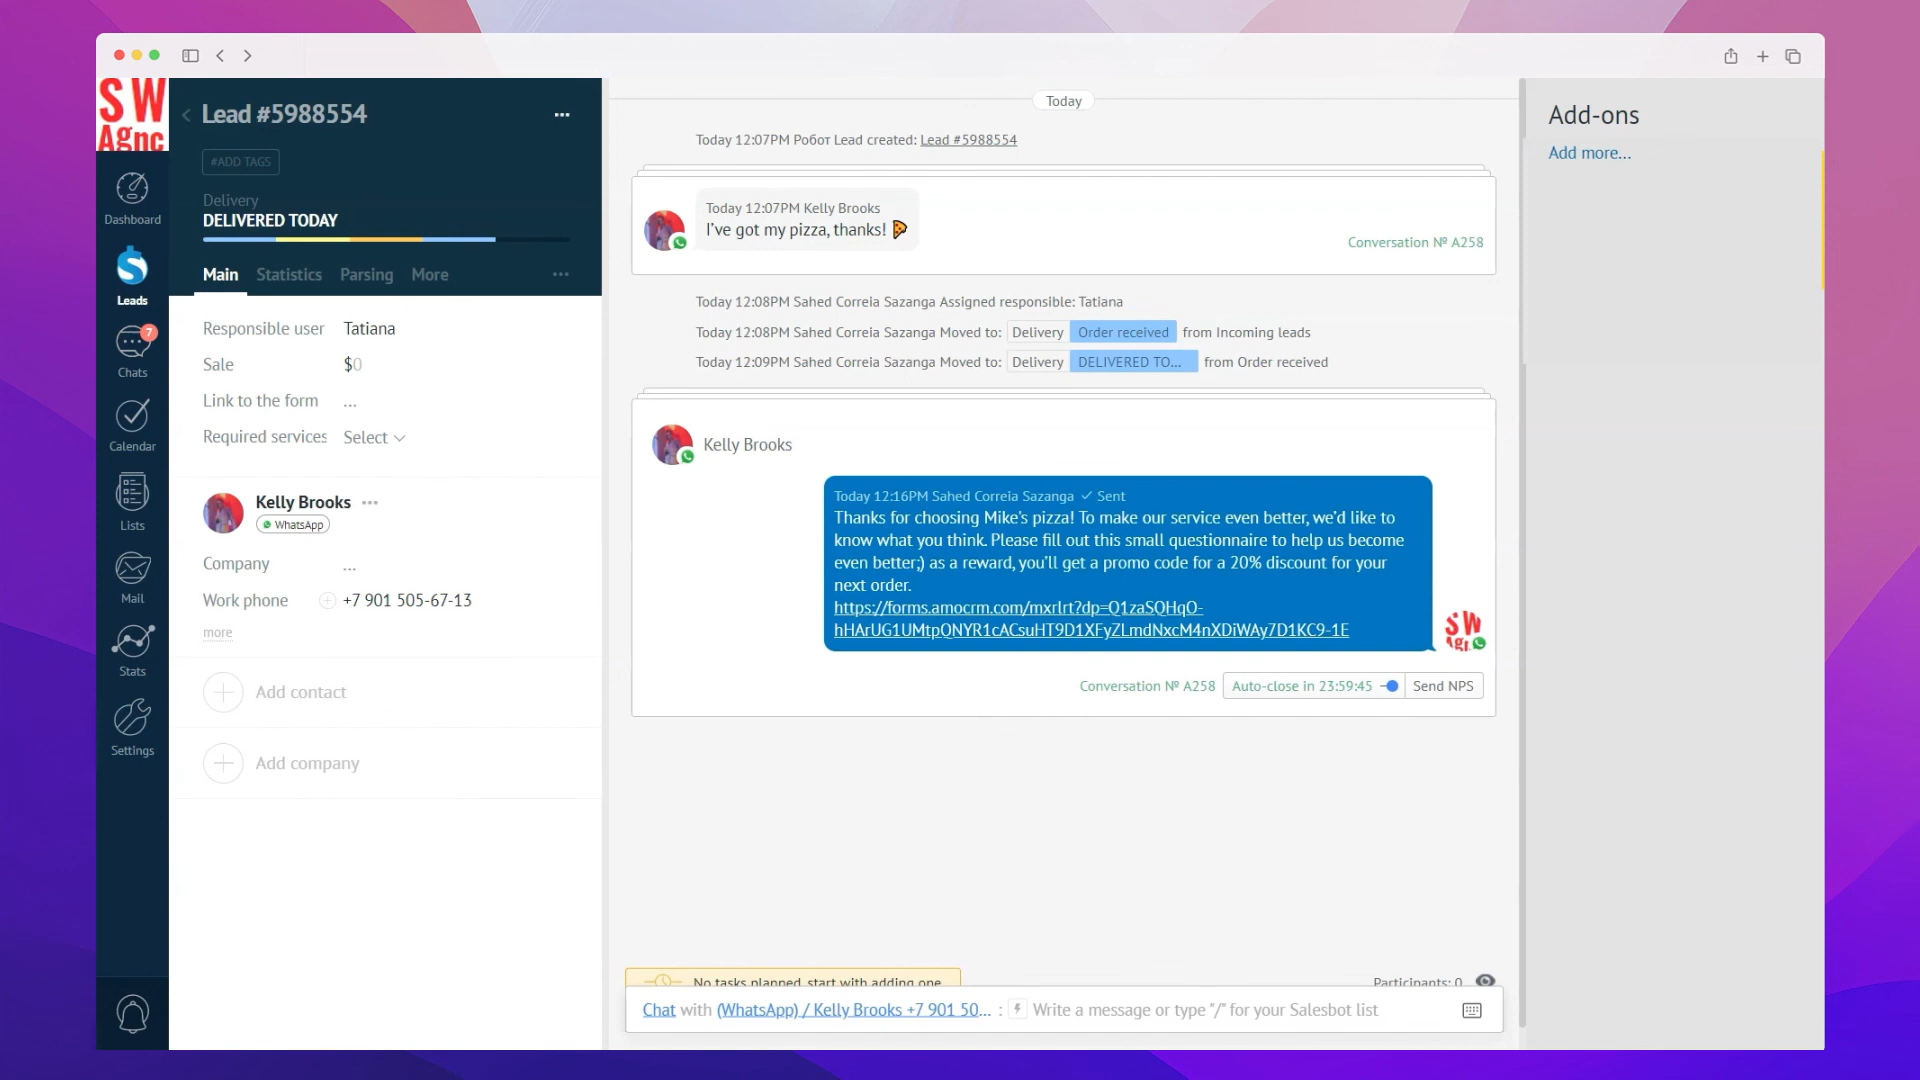 SW
Agnc
Dashboard
Leads
7
Chats
Calendar
Lists
Mail
Stats
Settings
Lead #5988554
#ADD TAGS
Delivery
DELIVERED TODAY
Main Statistics Parsing More
Responsible user Tatiana
Sale $0
Link to the form ...
Required services Select
Kelly Brooks
WhatsApp
Company ...
Work phone +7 901 505-67-13
more
Add contact
Add company
Today
Today 12:07PM Робот Lead created: Lead #5988554
Today 12:07PM Kelly Brooks
I've got my pizza, thanks! 🍕
Conversation № A258
Today 12:08PM Sahed Correia Sazanga Assigned responsible: Tatiana
Today 12:08PM Sahed Correia Sazanga Moved to: Delivery Order received from Incoming leads
Today 12:09PM Sahed Correia Sazanga Moved to: Delivery DELIVERED TO... from Order received
Kelly Brooks
Today 12:16PM Sahed Correia Sazanga ✓ Sent
Thanks for choosing Mike's pizza! To make our service even better, we'd like to
know what you think. Please fill out this small questionnaire to help us become
even better;) as a reward, you'll get a promo code for a 20% discount for your
next order.
https://forms.amocrm.com/mxrlrt?dp=Q1zaSQHqO-
hHArUG1UMtpQNYR1cACsuHT9D1XFyZLmdNxcM4nXDiWAy7D1KC9-1E
SW
Conversation № A258 Auto-close in 23:59:45 Send NPS
No tasks planned, start with adding one
Participants: 0
Chat with (WhatsApp) / Kelly Brooks +7 901 50... : Write a message or type "/" for your Salesbot list
Add-ons
Add more...